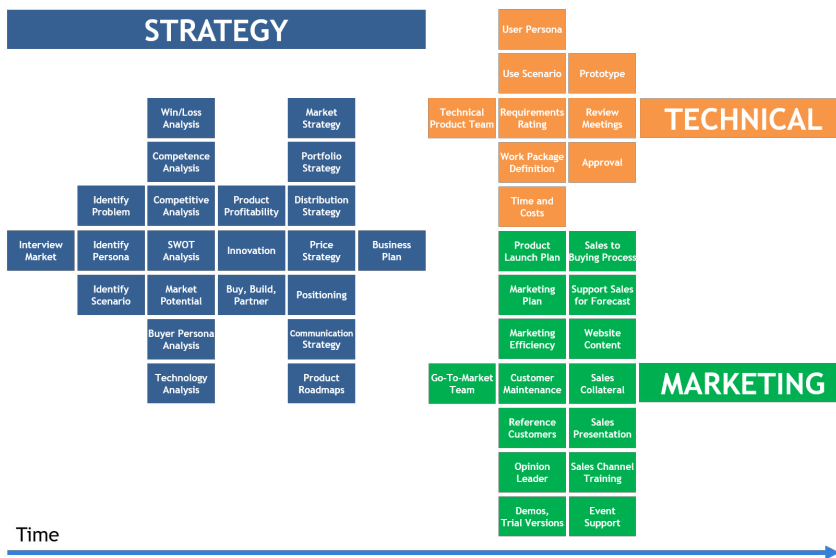 STRATEGY
Interview
Market
Identify
Problem
Identify
Persona
Identify
Scenario
Win/Loss
Analysis
Competence
Analysis
Competitive
Analysis
SWOT
Analysis
Market
Potential
Buyer Persona
Analysis
Technology
Analysis
Product
Profitability
Innovation
Buy, Build,
Partner
Market
Strategy
Portfolio
Strategy
Distribution
Strategy
Price
Strategy
Positioning
Communication
Strategy
Product
Roadmaps
Business
Plan
Technical
Product Team
User Persona
Use Scenario
Requirements
Rating
Work Package
Definition
Time and
Costs
Prototype
Review
Meetings
Approval
TECHNICAL
Go-To-Market
Team
Product
Launch Plan
Marketing
Plan
Marketing
Efficiency
Customer
Maintenance
Reference
Customers
Opinion
Leader
Demos,
Trial Versions
Sales to
Buying Process
Support Sales
for Forecast
Website
Content
Sales
Collateral
Sales
Presentation
Sales Channel
Training
Event
Support
MARKETING
Time